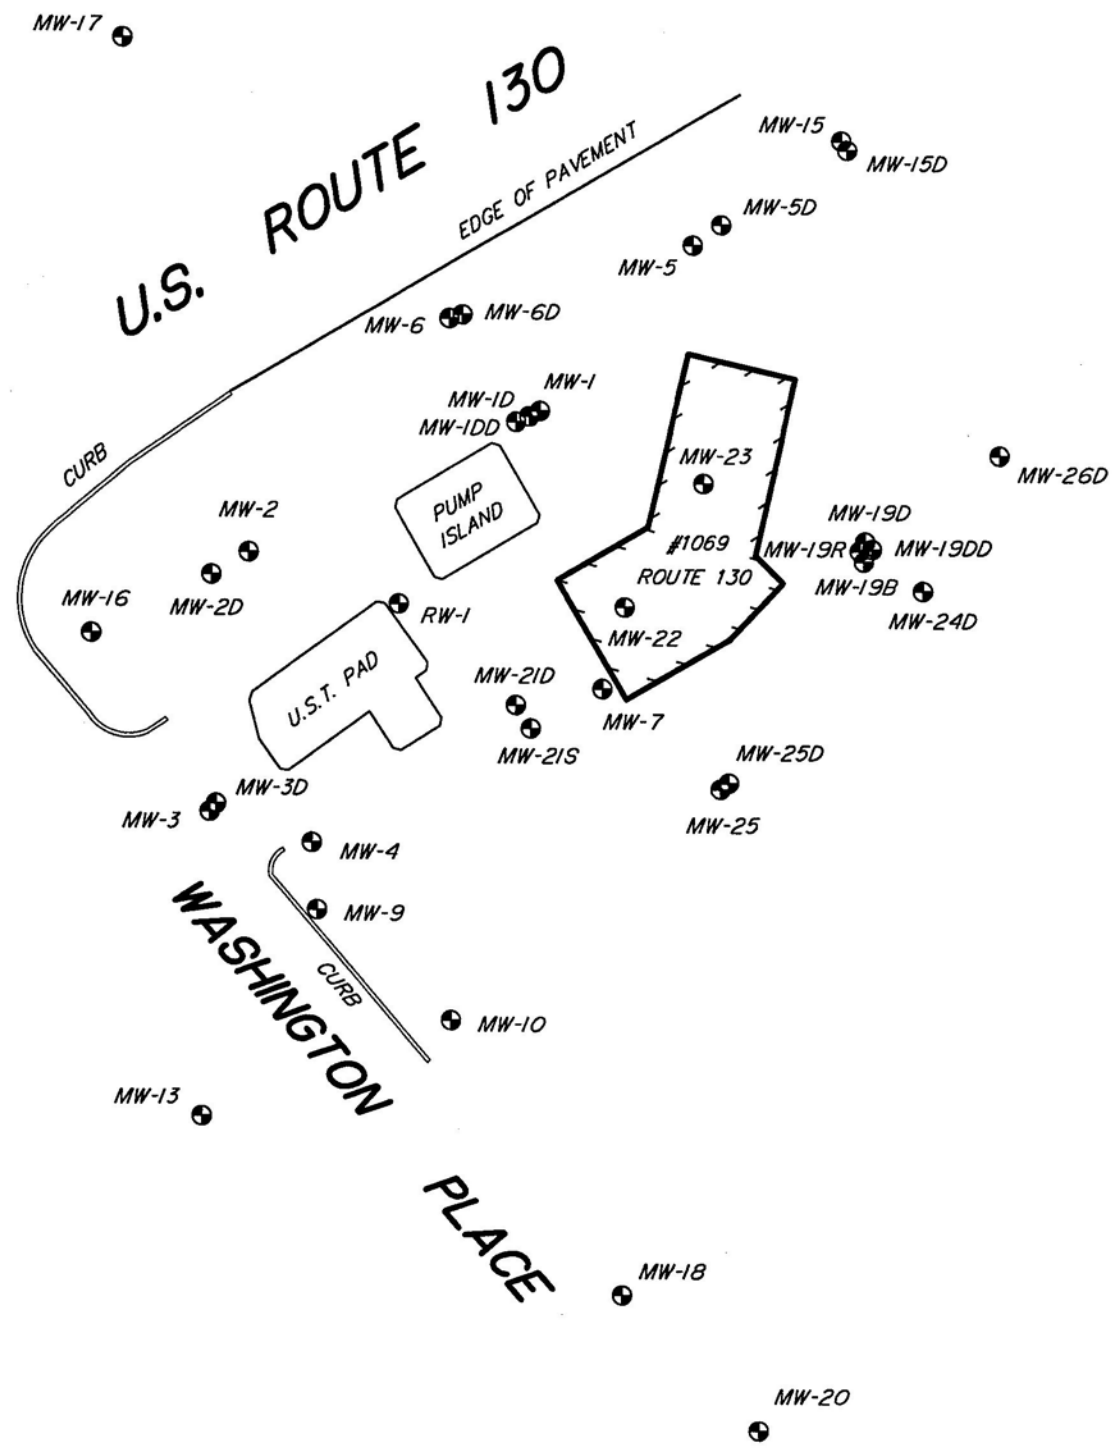 MW-17
U.S. ROUTE 130
EDGE OF PAVEMENT
MW-15
MW-15D
MW-5D
MW-5
MW-6
MW-6D
MW-1
MW-1D
MW-1DD
CURB
PUMP
ISLAND
MW-23
MW-26D
MW-2
MW-2D
MW-16
#1069
ROUTE 130
MW-19D
MW-19R
MW-19DD
MW-19B
MW-24D
RW-1
MW-22
U.S.T. PAD
MW-21D
MW-21S
MW-7
MW-25D
MW-25
MW-3D
MW-3
MW-4
MW-9
CURB
MW-10
WASHINGTON PLACE
MW-13
MW-18
MW-20